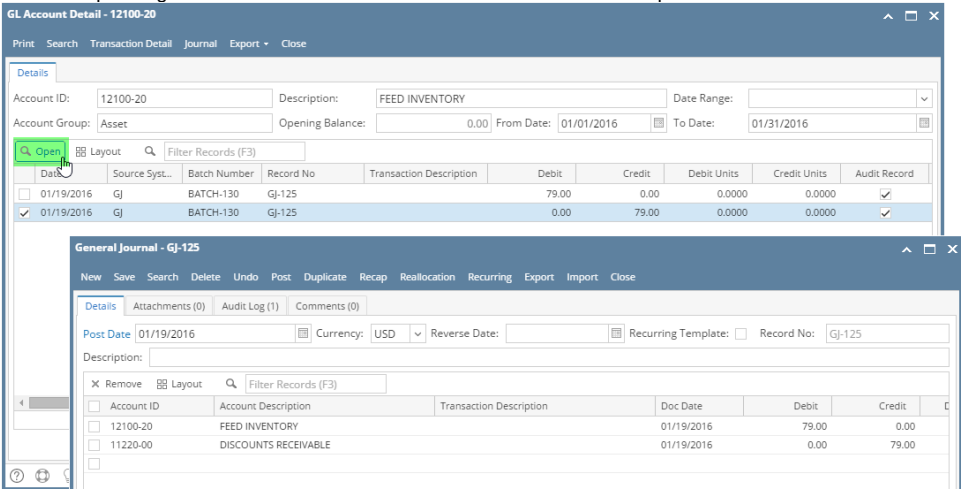 GL Account Detail - 12100-20
Print Search Transaction Detail Journal Export Close
Details
Account ID: 12100-20 Description: FEED INVENTORY Date Range:
Account Group: Asset Opening Balance: 0.00 From Date: 01/01/2016 To Date: 01/31/2016
Open Layout Filter Records (F3)
Date Source Syst... Batch Number Record No Transaction Description Debit Credit Debit Units Credit Units Audit Record
01/19/2016 GJ BATCH-130 GJ-125 79.00 0.00 0.0000 0.0000
01/19/2016 GJ BATCH-130 GJ-125 0.00 79.00 0.0000 0.0000
General Journal - GJ-125
New Save Search Delete Undo Post Duplicate Recap Reallocation Recurring Export Import Close
Details Attachments (0) Audit Log (1) Comments (0)
Post Date 01/19/2016 Currency: USD Reverse Date: Recurring Template: Record No: GJ-125
Description:
Remove Layout Filter Records (F3)
Account ID Account Description Transaction Description Doc Date Debit Credit
12100-20 FEED INVENTORY 01/19/2016 79.00 0.00
11220-00 DISCOUNTS RECEIVABLE 01/19/2016 0.00 79.00